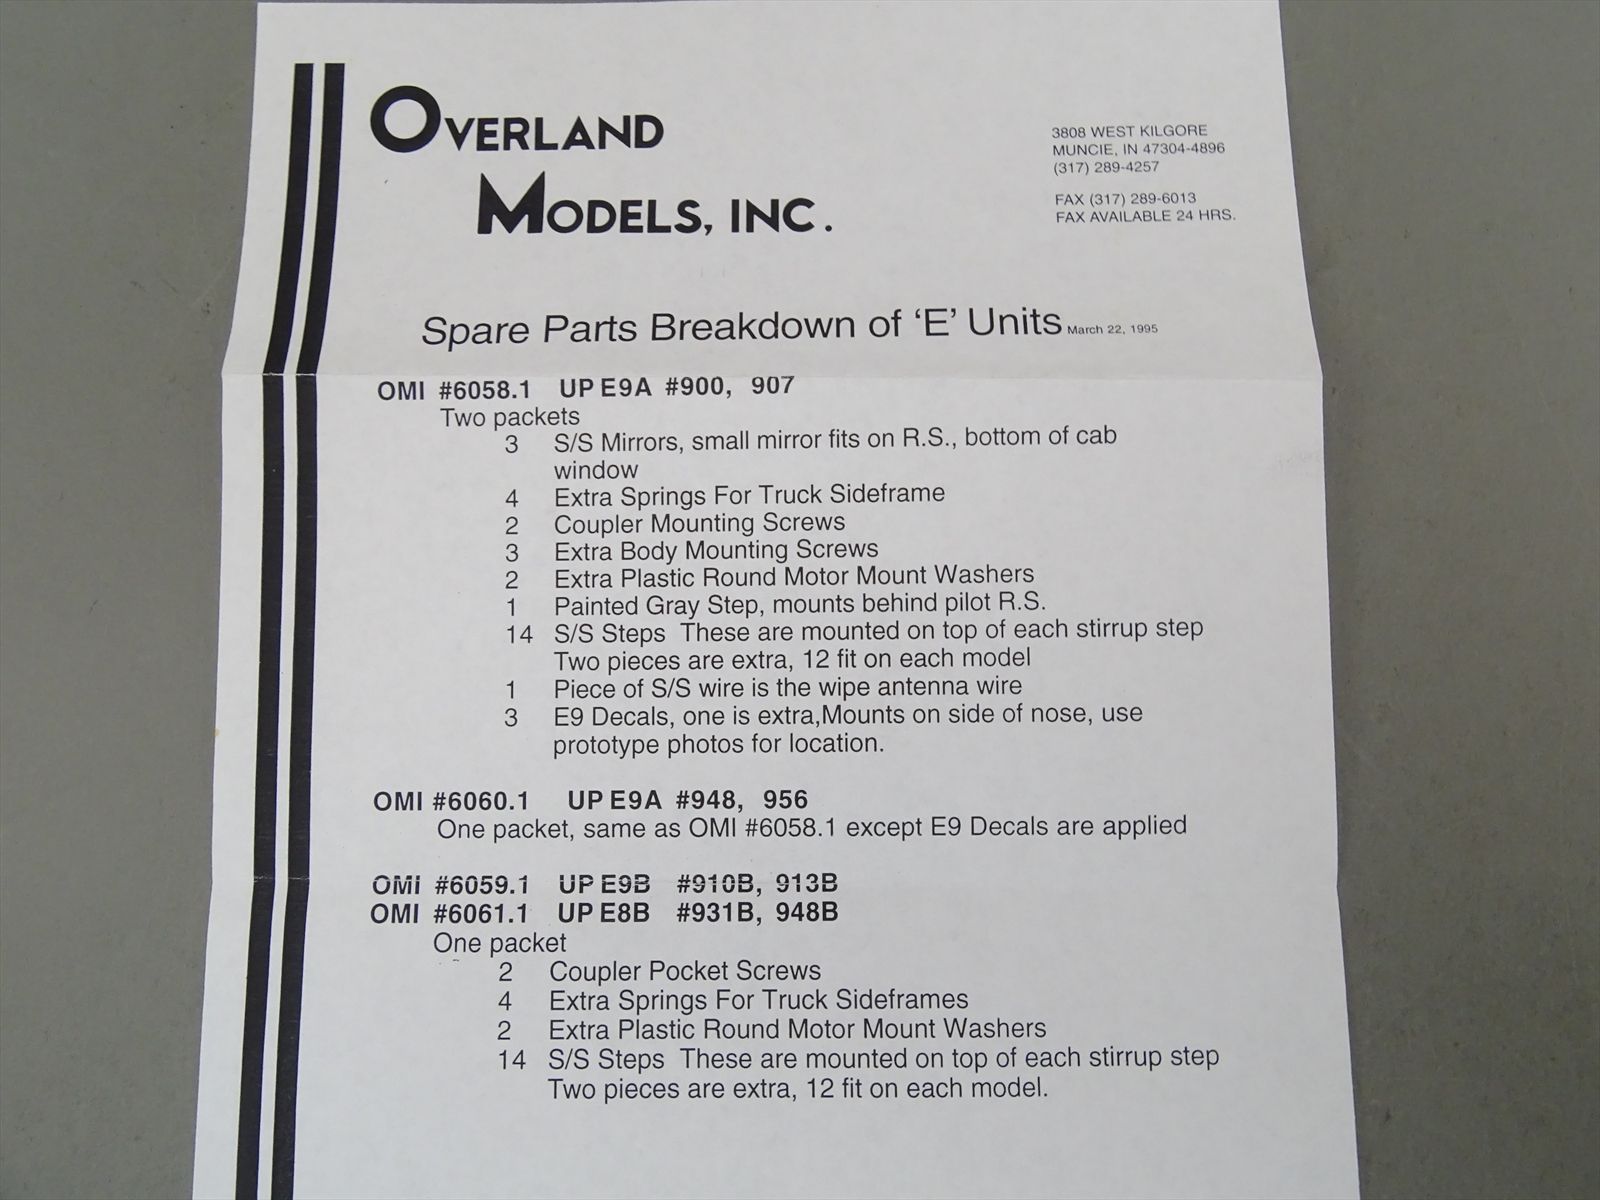 OVERLAND
MODELS, INC.
3808 WEST KILGORE
MUNCIE, IN 47304-4896
(317) 289-4257
FAX (317) 289-6013
FAX AVAILABLE 24 HRS.
Spare Parts Breakdown of 'E' Units March 22, 1995
OMI #6058.1 UP E9A #900, 907
Two packets
3 S/S Mirrors, small mirror fits on R.S., bottom of cab
window
4 Extra Springs For Truck Sideframe
2 Coupler Mounting Screws
3 Extra Body Mounting Screws
2 Extra Plastic Round Motor Mount Washers
1 Painted Gray Step, mounts behind pilot R.S.
14 S/S Steps These are mounted on top of each stirrup step
Two pieces are extra, 12 fit on each model
1 Piece of S/S wire is the wipe antenna wire
3 E9 Decals, one is extra,Mounts on side of nose, use
prototype photos for location.
OMI #6060.1 UP E9A #948, 956
One packet, same as OMI #6058.1 except E9 Decals are applied
OMI #6059.1 UP E9B #910B, 913B
OMI #6061.1 UP E8B #931B, 948B
One packet
2 Coupler Pocket Screws
4 Extra Springs For Truck Sideframes
2 Extra Plastic Round Motor Mount Washers
14 S/S Steps These are mounted on top of each stirrup step
Two pieces are extra, 12 fit on each model.